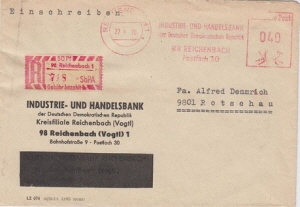 Einschreiben
INDUSTRIE- UND HANDELSBANK
der Deutschen Demokratischen Republik
98 REICHENBACH
Postfach 30
040
98 Reichenbach 1
INDUSTRIE- UND HANDELSBANK
der Deutschen Demokratischen Republik
Kreisfiliale Reichenbach (Vogtl)
98 Reichenbach (Vogtl) 1
Bahnhofstraße 9 - Postfach 30
Fa. Alfred Demmrich
9801 Rotschau